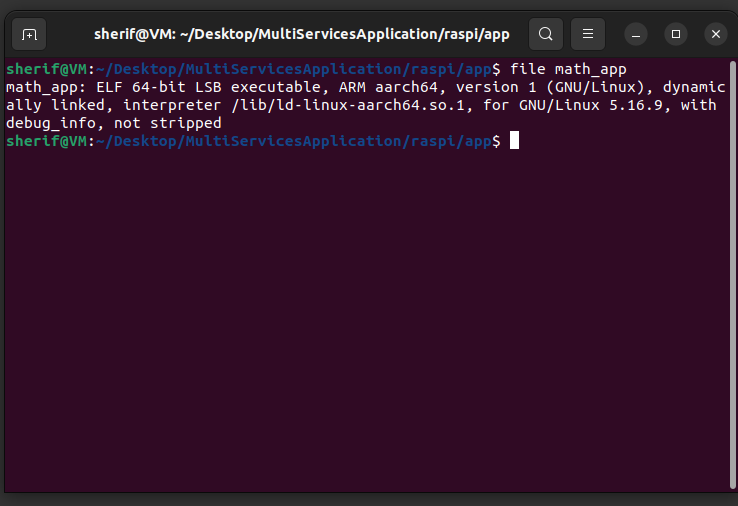 sherif@VM: ~/Desktop/MultiServicesApplication/raspi/app
sherif@VM:~/Desktop/MultiServicesApplication/raspi/app$ file math_app
math_app: ELF 64-bit LSB executable, ARM aarch64, version 1 (GNU/Linux), dynamic
ally linked, interpreter /lib/ld-linux-aarch64.so.1, for GNU/Linux 5.16.9, with
debug_info, not stripped
sherif@VM:~/Desktop/MultiServicesApplication/raspi/app$